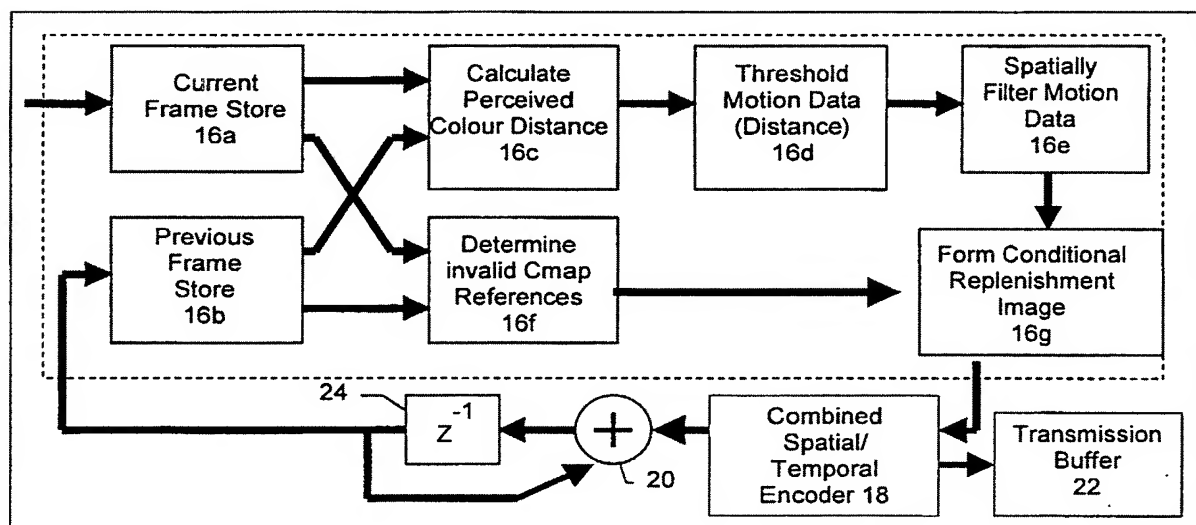 Current
Frame Store
16a
Calculate
Perceived
Colour Distance
16c
Threshold
Motion Data
(Distance)
16d
Spatially
Filter Motion
Data
16e
Previous
Frame
Store
16b
Determine
invalid Cmap
References
16f
Form Conditional
Replenishment
Image
16g
24
Z-1
+
20
Combined
Spatial/
Temporal
Encoder 18
Transmission
Buffer
22